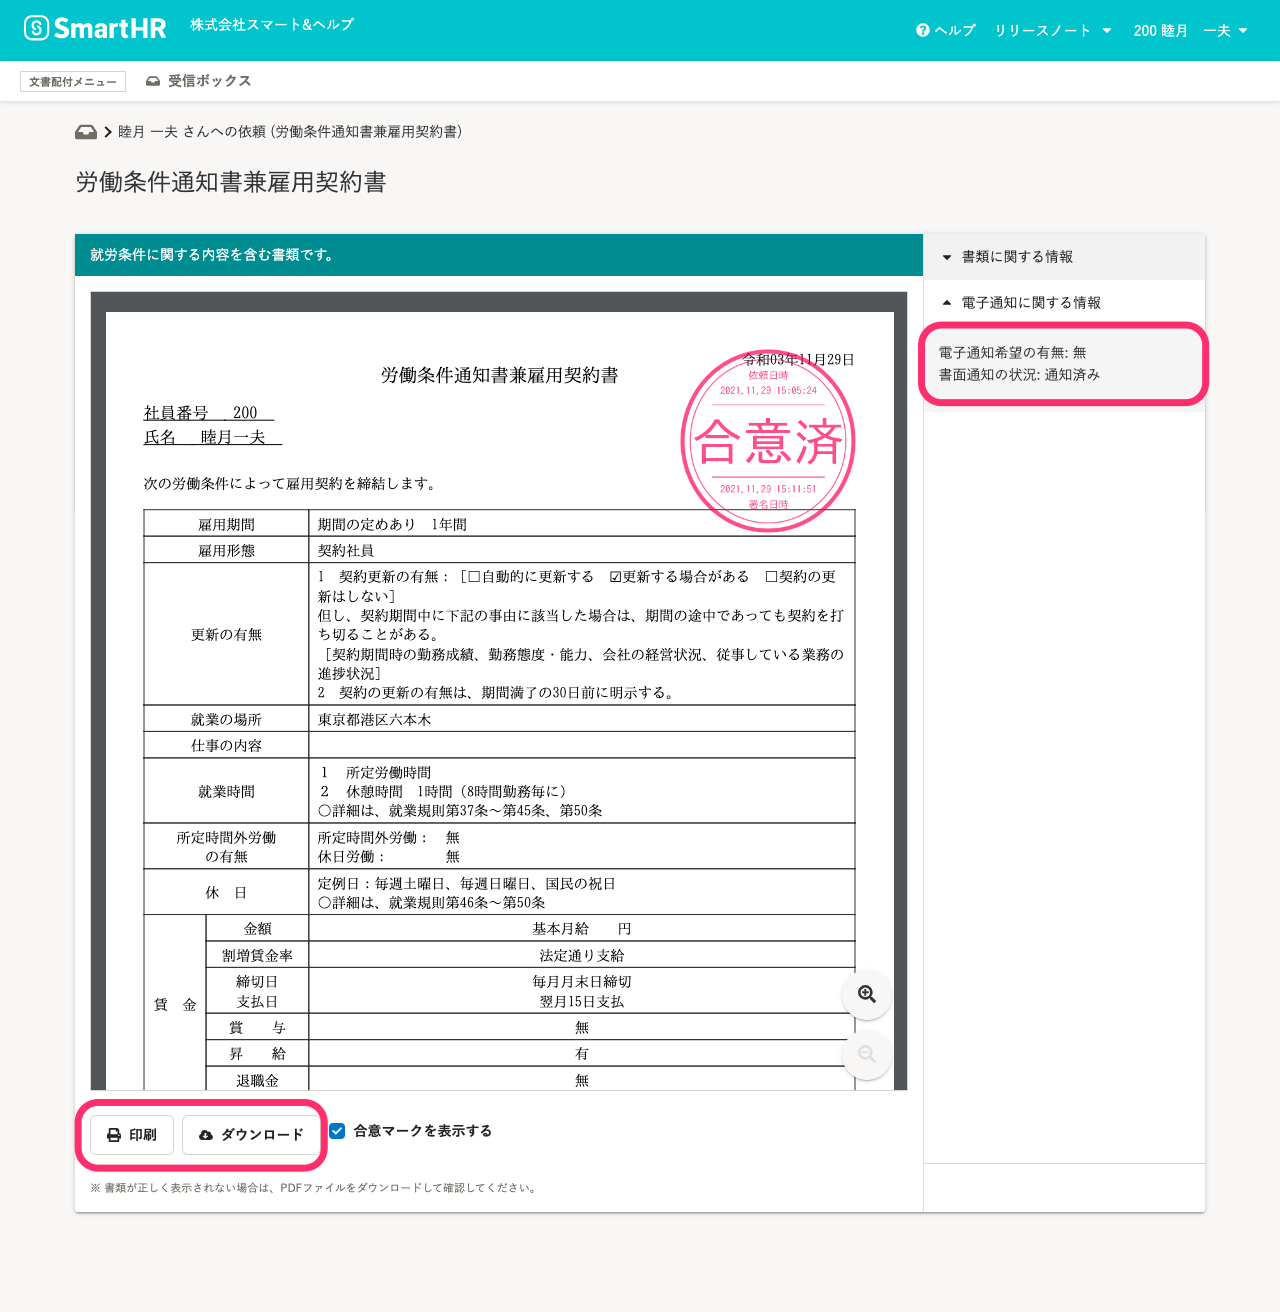 SmartHR
株式会社スマート&ヘルプ
ヘルプ
リリースノート
200 睦月　一夫
文書配付メニュー
受信ボックス
睦月 一夫 さんへの依頼 (労働条件通知書兼雇用契約書)
労働条件通知書兼雇用契約書
就労条件に関する内容を含む書類です。
令和03年11月29日
労働条件通知書兼雇用契約書
依頼日時
2021.11.29 15:05:24
合意済
2021.11.29 15:11:51
署名日時
社員番号　200
氏名　睦月一夫
次の労働条件によって雇用契約を締結します。
雇用期間　期間の定めあり　1年間
雇用形態　契約社員
更新の有無
1　契約更新の有無：［☐自動的に更新する　☑更新する場合がある　☐契約の更
新はしない］
但し、契約期間中に下記の事由に該当した場合は、期間の途中であっても契約を打
ち切ることがある。
［契約期間時の勤務成績、勤務態度・能力、会社の経営状況、従事している業務の
進捗状況］
2　契約の更新の有無は、期間満了の30日前に明示する。
就業の場所　東京都港区六本木
仕事の内容
就業時間
１　所定労働時間
２　休憩時間　1時間（8時間勤務毎に）
○詳細は、就業規則第37条～第45条、第50条
所定時間外労働
の有無
所定時間外労働：　無
休日労働：　　　　無
休　日
定例日：毎週土曜日、毎週日曜日、国民の祝日
○詳細は、就業規則第46条～第50条
賃　金
金額　基本月給　　円
割増賃金率　法定通り支給
締切日　毎月月末日締切
支払日　翌月15日支払
賞　　与　無
昇　　給　有
退職金　無
印刷
ダウンロード
合意マークを表示する
※ 書類が正しく表示されない場合は、PDFファイルをダウンロードして確認してください。
書類に関する情報
電子通知に関する情報
電子通知希望の有無: 無
書面通知の状況: 通知済み